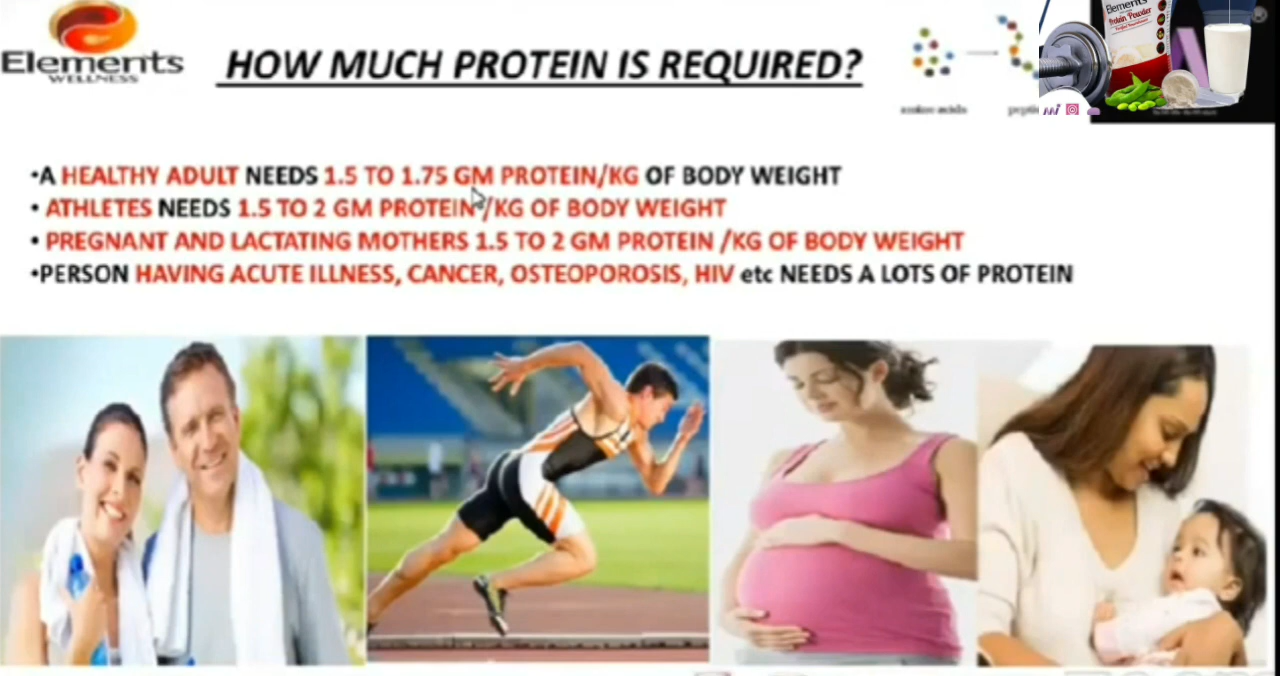 Elements
WELLNESS
HOW MUCH PROTEIN IS REQUIRED?
amino acids
Elements
Protein Powder
•A HEALTHY ADULT NEEDS 1.5 TO 1.75 GM PROTEIN/KG OF BODY WEIGHT
• ATHLETES NEEDS 1.5 TO 2 GM PROTEIN /KG OF BODY WEIGHT
• PREGNANT AND LACTATING MOTHERS 1.5 TO 2 GM PROTEIN /KG OF BODY WEIGHT
•PERSON HAVING ACUTE ILLNESS, CANCER, OSTEOPOROSIS, HIV etc NEEDS A LOTS OF PROTEIN